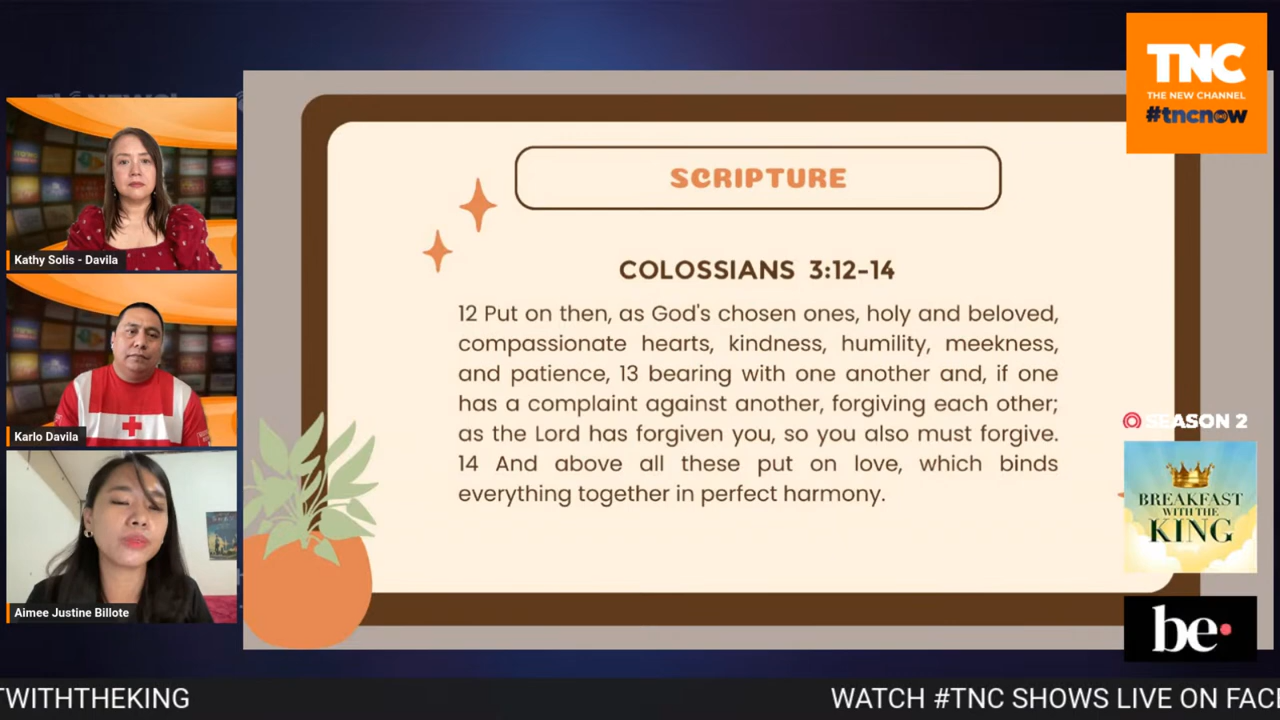 TNC
THE NEW CHANNEL
#tncnow
SCRIPTURE
COLOSSIANS 3:12-14
12 Put on then, as God's chosen ones, holy and beloved,
compassionate hearts, kindness, humility, meekness,
and patience, 13 bearing with one another and, if one
has a complaint against another, forgiving each other;
as the Lord has forgiven you, so you also must forgive.
14 And above all these put on love, which binds
everything together in perfect harmony.
Kathy Solis - Davila
Karlo Davila
Aimee Justine Billote
SEASON 2
BREAKFAST
WITH THE
KING
be
TWITHTHEKING
WATCH #TNC SHOWS LIVE ON FAC